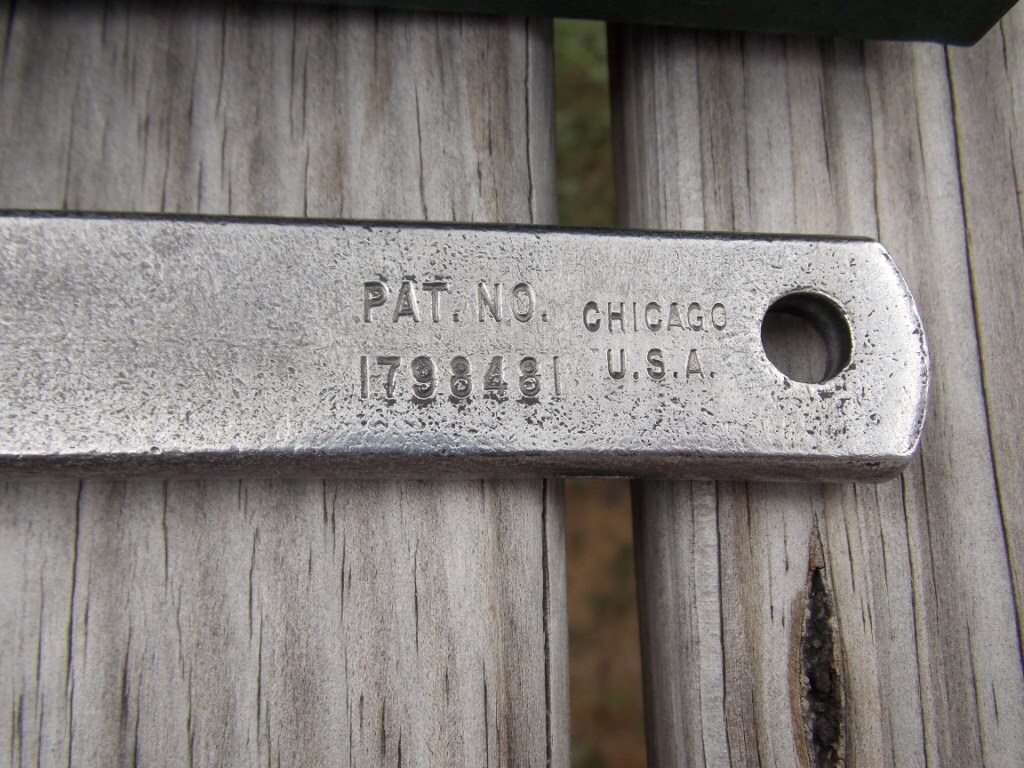 PAT. NO.
1798481
CHICAGO
U.S.A.